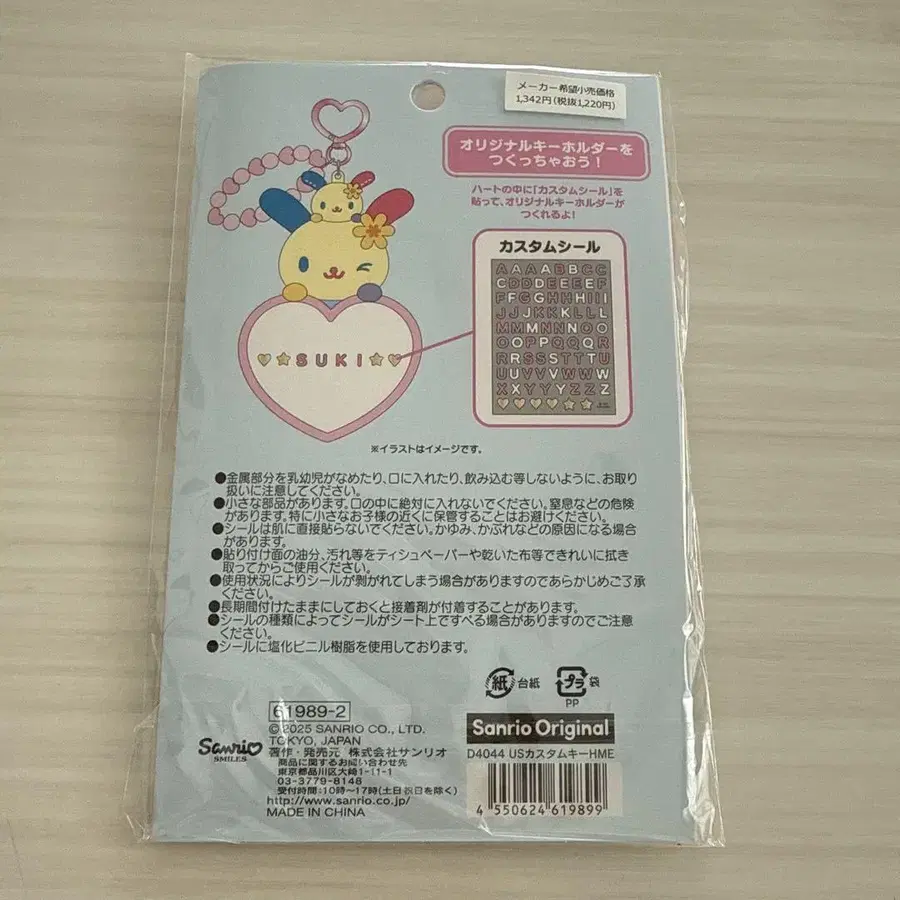 メーカー希望小売価格
1,342円(税抜1,220円)
オリジナルキーホルダーを
つくっちゃおう！
ハートの中に「カスタムシール」を
貼って、オリジナルキーホルダーが
つくれるよ！
カスタムシール
AAAABBCC
CDDDEEEEF
FFGGHHHIII
JJJKKKLLL
MMMNNNOO
OOPPQQQR
RRSSSTTTU
UUVVVWWW
XXYYYZZZ
SUKI
※イラストはイメージです。
●金属部分を乳幼児がなめたり、口に入れたり、飲み込む等しないように、お取り
扱いに注意してください。
●小さな部品があります。口の中に絶対に入れないでください。窒息などの危険
があります。特に小さなお子様の近くに保管することはお避けください。
●シールは肌に直接貼らないでください。かゆみ、かぶれなどの原因になる場合
があります。
●貼り付け面の油分、汚れ等をティシュペーパーや乾いた布等できれいに拭き
取ってからご使用ください。
●使用状況によりシールが剥がれてしまう場合がありますのであらかじめご了承
ください。
●長期間付けたままにしておくと接着剤が付着することがあります。
●シールの種類によってシールがシート上ですべる場合がありますのでご注意
ください。
●シールに塩化ビニル樹脂を使用しております。
紙 台紙
プラ 袋
PP
61989-2
© 2025 SANRIO CO., LTD.
TOKYO, JAPAN
著作・発売元 株式会社サンリオ
商品に関するお問い合わせ先
東京都品川区大崎1-11-1
03-3779-8148
受付時間：10時〜17時(土日祝日を除く)
http://www.sanrio.co.jp/
MADE IN CHINA
Sanrio
SMILES
Sanrio Original
D4044 USカスタムキーHME
4 550624 619899